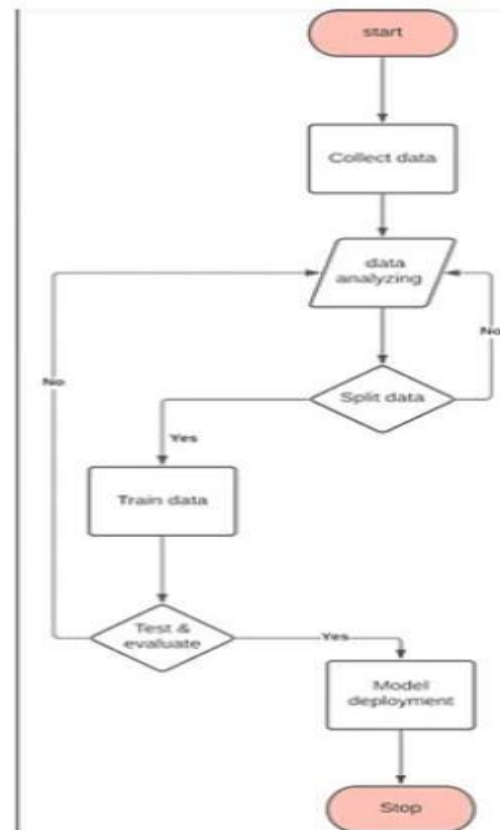 start
Collect data
data
analyzing
No
No
Split data
Yes
Train data
Test &
evaluate
Yes
Model
deployment
Stop